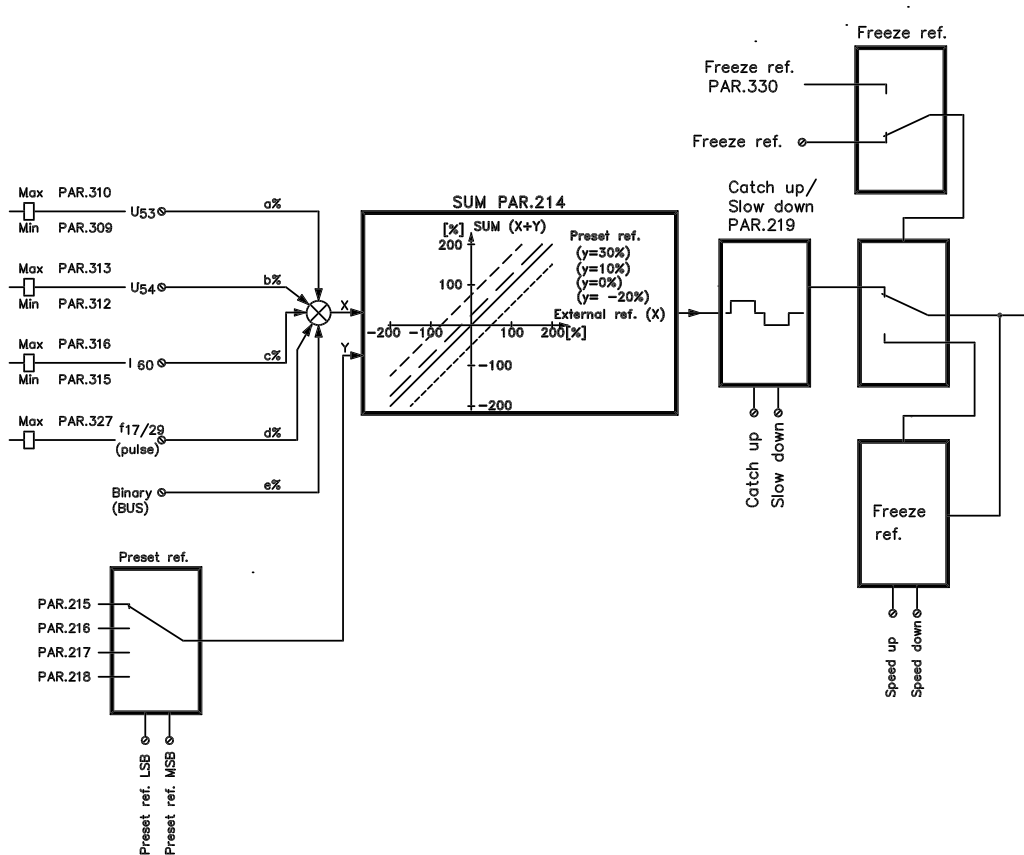 Freeze ref.
Freeze ref.
PAR.330
Freeze ref.
Max PAR.310
U53
a%
Min PAR.309
Max PAR.313
U54
b%
Min PAR.312
Max PAR.316
I 60
c%
Min PAR.315
Max PAR.327
f17/29
(pulse)
d%
Binary
(BUS)
e%
X
Y
SUM PAR.214
[%] SUM (X+Y)
200
100
-200 -100
100 200[%]
-100
-200
Preset ref.
(y=30%)
(y=10%)
(y=0%)
(y= -20%)
External ref. (X)
Catch up/
Slow down
PAR.219
Catch up
Slow down
Freeze
ref.
Speed up
Speed down
Preset ref.
PAR.215
PAR.216
PAR.217
PAR.218
Preset ref. LSB
Preset ref. MSB